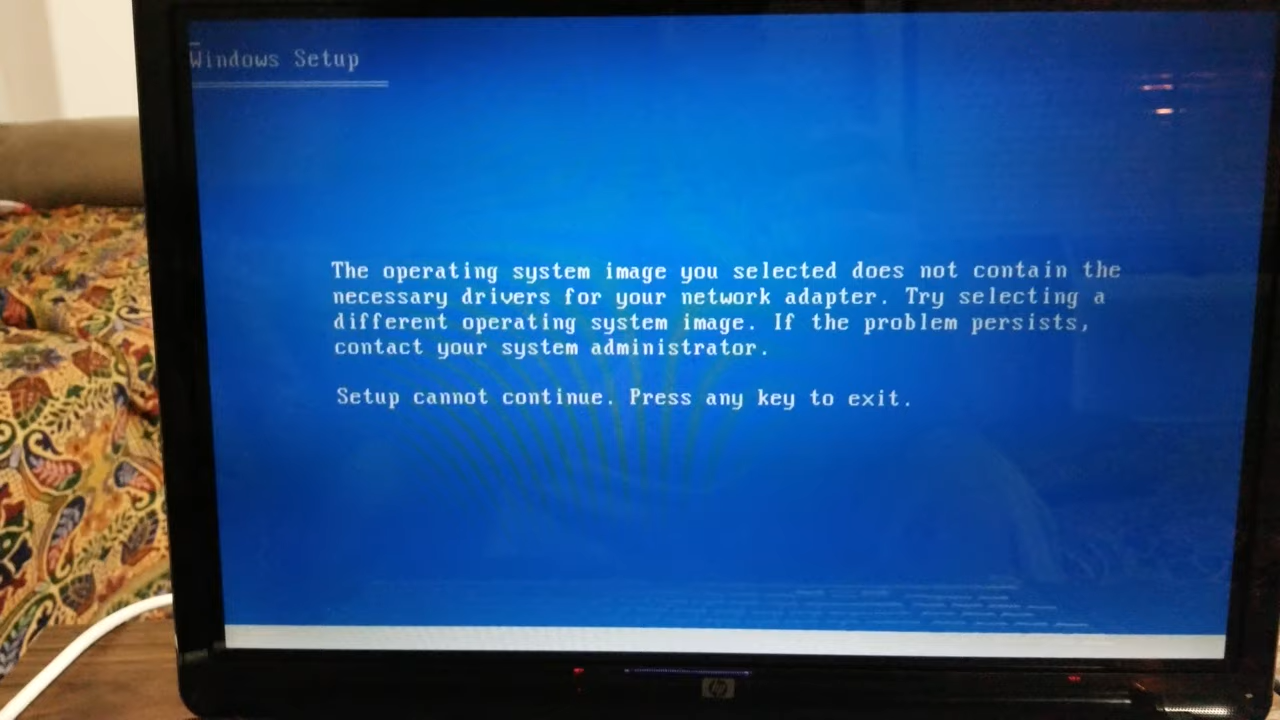 Windows Setup
The operating system image you selected does not contain the
necessary drivers for your network adapter. Try selecting a
different operating system image. If the problem persists,
contact your system administrator.
Setup cannot continue. Press any key to exit.
hp